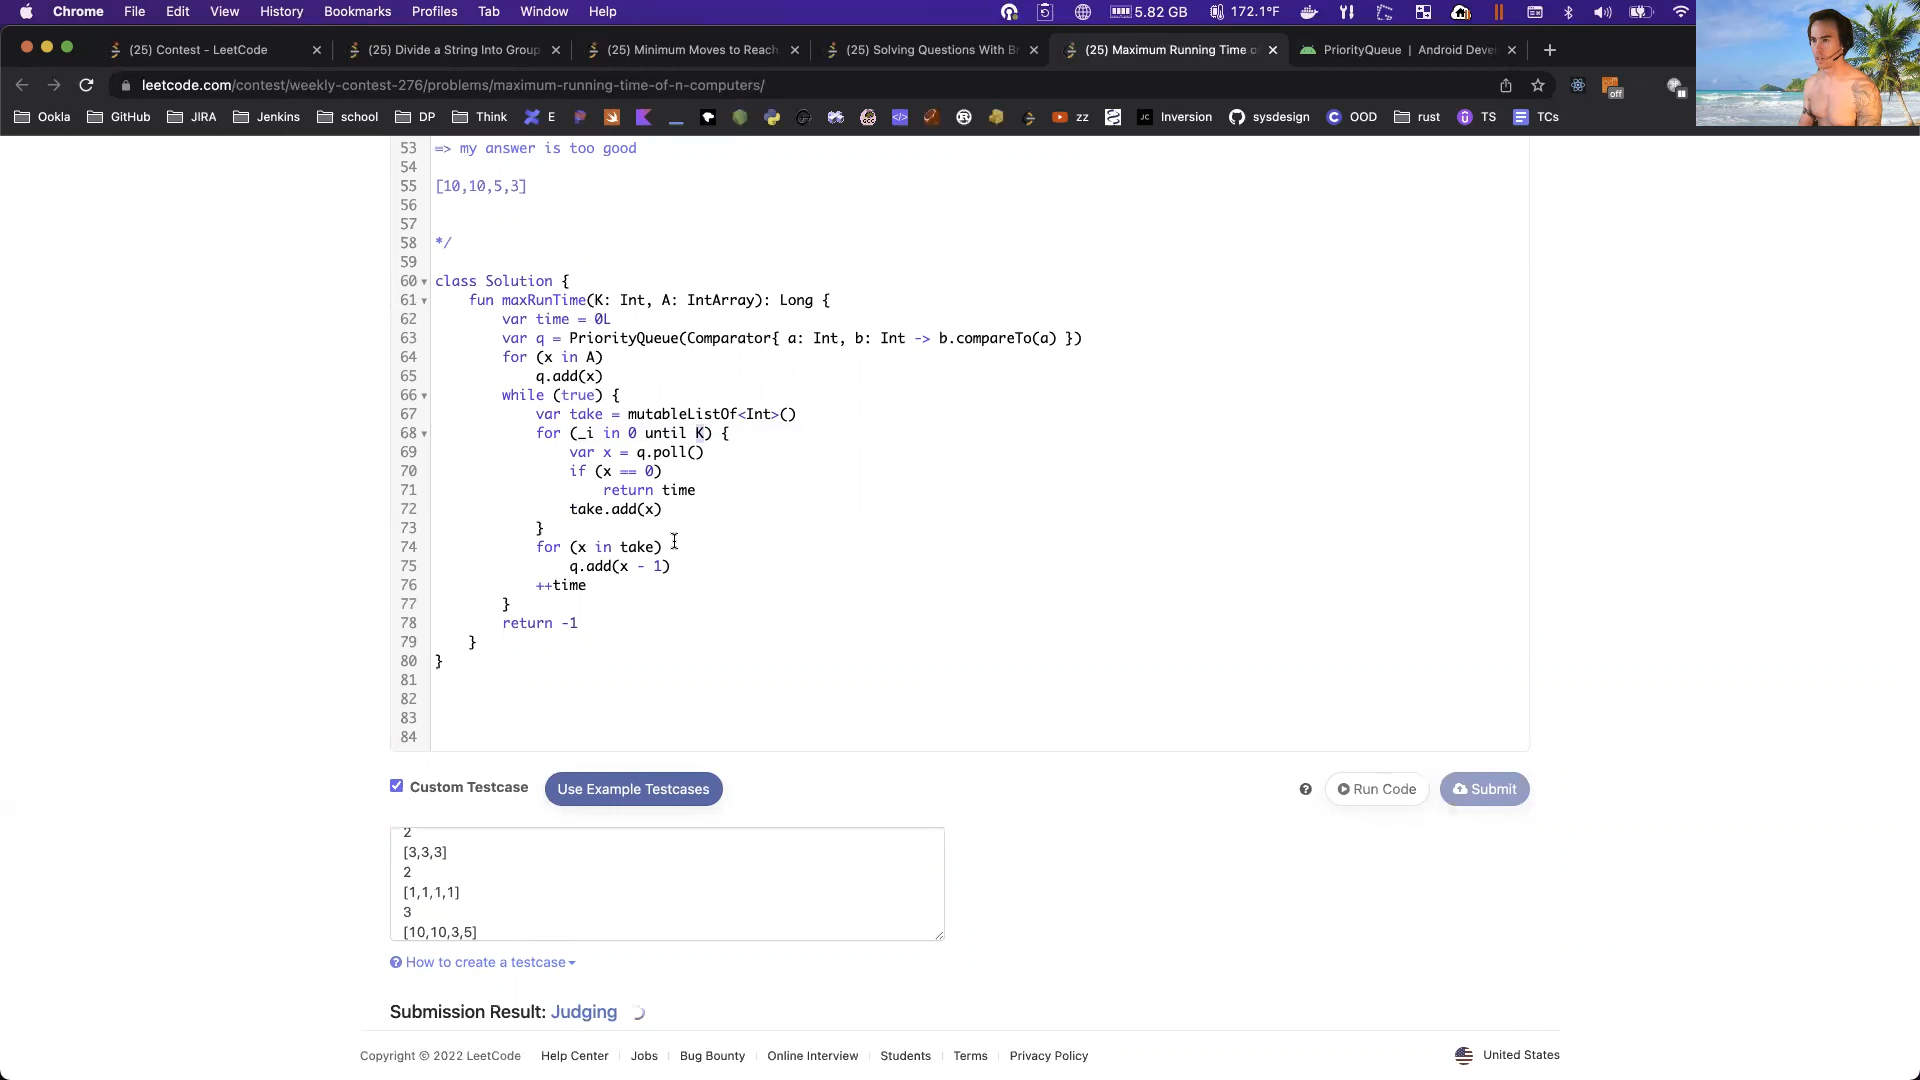 Chrome File Edit View History Bookmarks Profiles Tab Window Help 5.82 GB 172.1°F
(25) Contest - LeetCode (25) Divide a String Into Group (25) Minimum Moves to Reach (25) Solving Questions With Br (25) Maximum Running Time o PriorityQueue | Android Deve
leetcode.com/contest/weekly-contest-276/problems/maximum-running-time-of-n-computers/ off
Ookla GitHub JIRA Jenkins school DP Think E zz Inversion sysdesign OOD rust TS TCs
53 => my answer is too good
54
55 [10,10,5,3]
56
57
58 */
59
60 class Solution {
61 fun maxRunTime(K: Int, A: IntArray): Long {
62 var time = 0L
63 var q = PriorityQueue(Comparator{ a: Int, b: Int -> b.compareTo(a) })
64 for (x in A)
65 q.add(x)
66 while (true) {
67 var take = mutableListOf<Int>()
68 for (_i in 0 until K) {
69 var x = q.poll()
70 if (x == 0)
71 return time
72 take.add(x)
73 }
74 for (x in take)
75 q.add(x - 1)
76 ++time
77 }
78 return -1
79 }
80 }
81
82
83
84
Custom Testcase Use Example Testcases Run Code Submit
2
[3,3,3]
2
[1,1,1,1]
3
[10,10,3,5]
How to create a testcase
Submission Result: Judging
Copyright © 2022 LeetCode Help Center Jobs Bug Bounty Online Interview Students Terms Privacy Policy United States